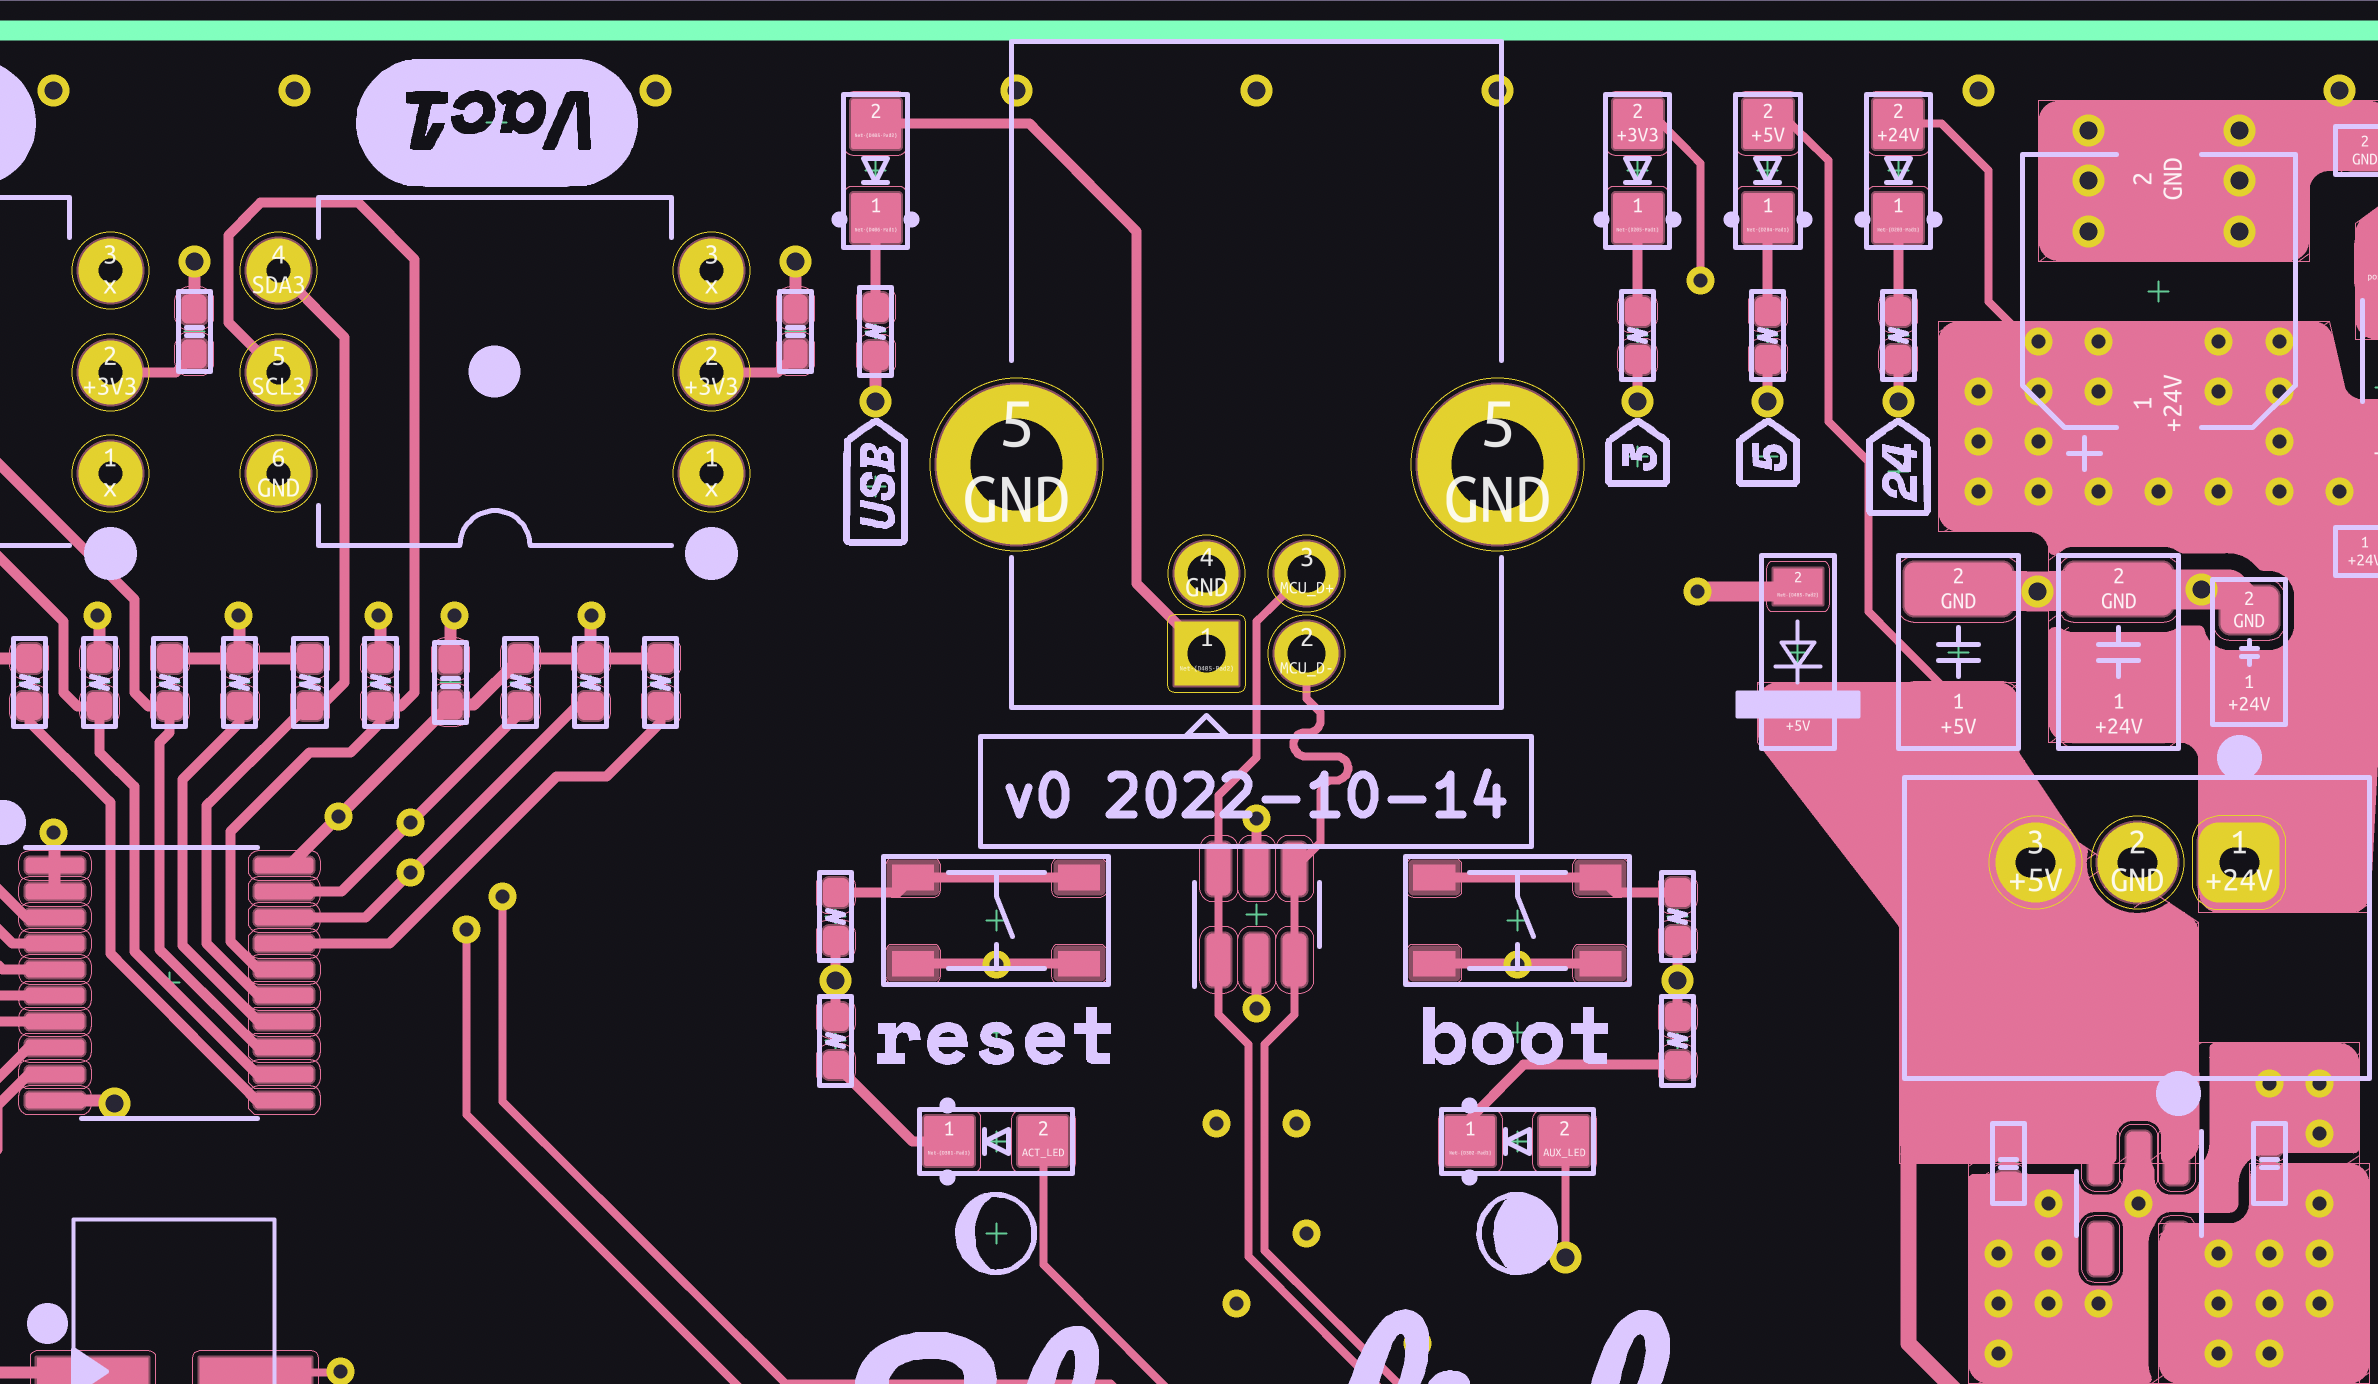 Vac1
2
2
+3V3
2
+5V
2
+24V
2
GND
2
GND
1
1
1
1
3
x
4
SDA3
3
x
2
+3V3
5
SCL3
2
+3V3
1
x
6
GND
1
x
1
+24V
5
GND
5
GND
USB
3
5
24
4
GND
3
MCU_D+
1
2
MCU_D-
1
+24V
2
2
GND
2
GND
2
GND
+5V
1
+5V
1
+24V
1
+24V
v0 2022-10-14
3
+5V
2
GND
1
+24V
reset
boot
1
2
ACT_LED
1
2
AUX_LED